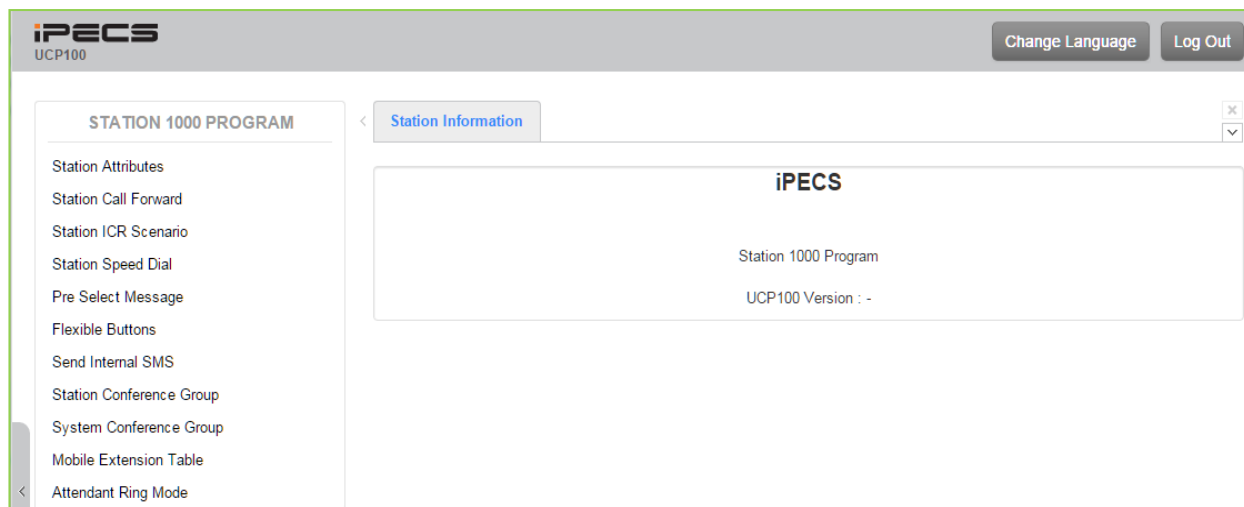 iPECS
UCP100
Change Language
Log Out
STATION 1000 PROGRAM
Station Attributes
Station Call Forward
Station ICR Scenario
Station Speed Dial
Pre Select Message
Flexible Buttons
Send Internal SMS
Station Conference Group
System Conference Group
Mobile Extension Table
Attendant Ring Mode
Station Information
iPECS
Station 1000 Program
UCP100 Version : -